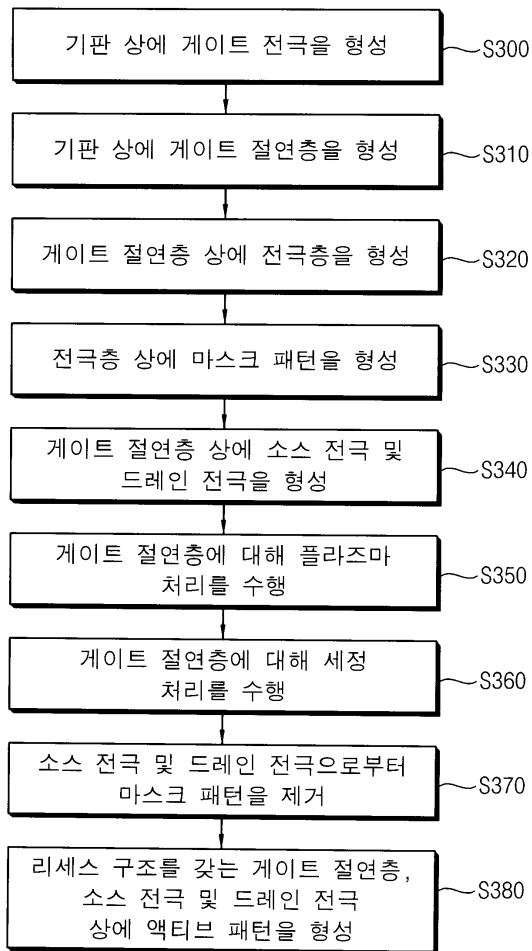 기판 상에 게이트 전극을 형성
S300
기판 상에 게이트 절연층을 형성
S310
게이트 절연층 상에 전극층을 형성
S320
전극층 상에 마스크 패턴을 형성
S330
게이트 절연층 상에 소스 전극 및
드레인 전극을 형성
S340
게이트 절연층에 대해 플라즈마
처리를 수행
S350
게이트 절연층에 대해 세정
처리를 수행
S360
소스 전극 및 드레인 전극으로부터
마스크 패턴을 제거
S370
리세스 구조를 갖는 게이트 절연층,
소스 전극 및 드레인 전극
상에 액티브 패턴을 형성
S380